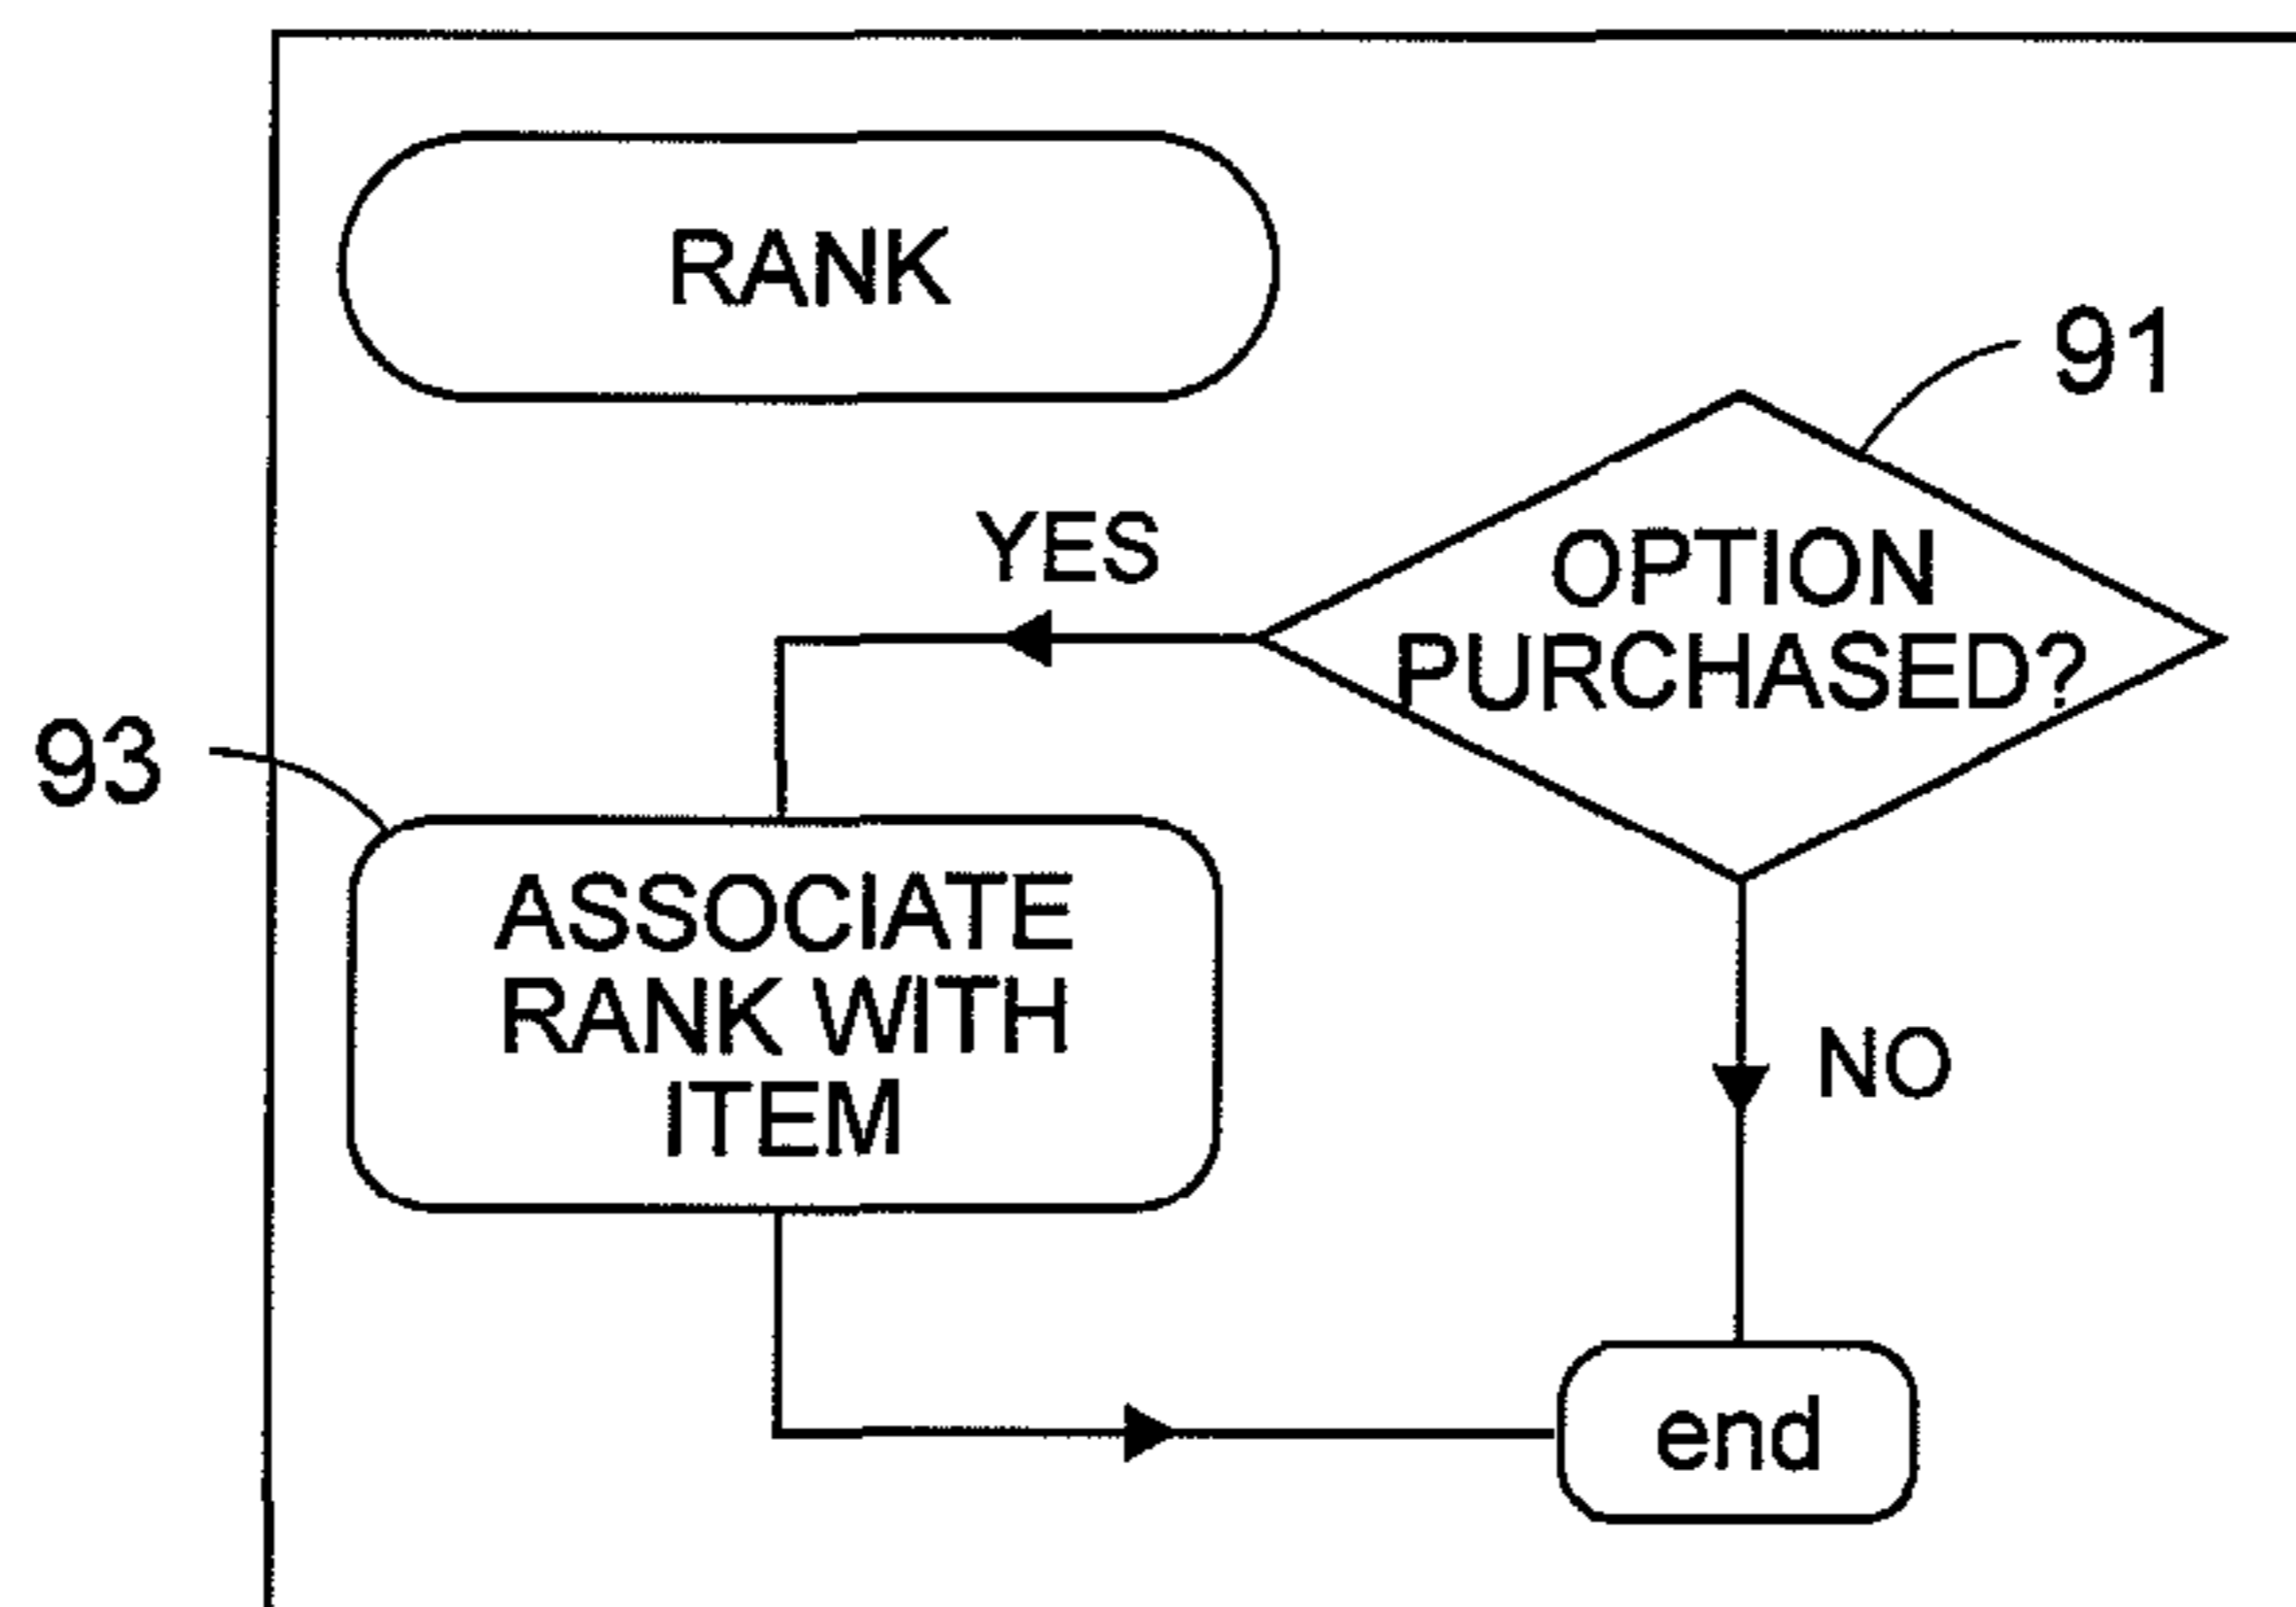 RANK
91
OPTION
PURCHASED?
YES
93
ASSOCIATE
RANK WITH
ITEM
NO
end